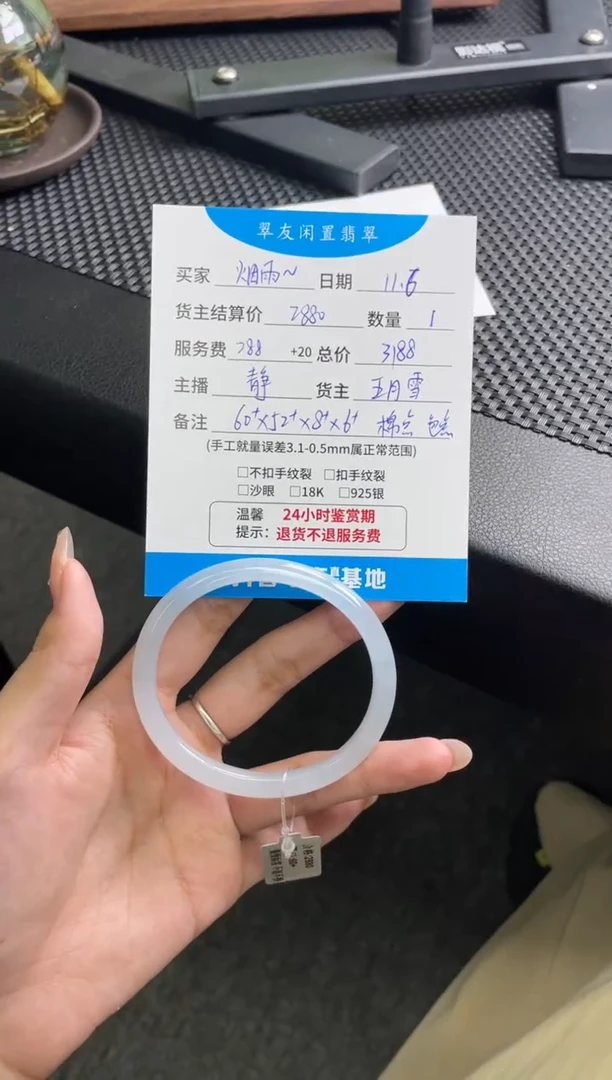 翠友闲置翡翠
买家 烟雨~ 日期 11.6
货主结算价 2880 数量 1
服务费 288 +20 总价 3188
主播 静 货主 王月雪
备注 60⁺×52⁺×8⁺×6⁺ 棉点
(手工就量误差3.1-0.5mm属正常范围)
□不扣手纹裂 □扣手纹裂
□沙眼 □18K □925银
温馨 24小时鉴赏期
提示: 退货不退服务费
基地